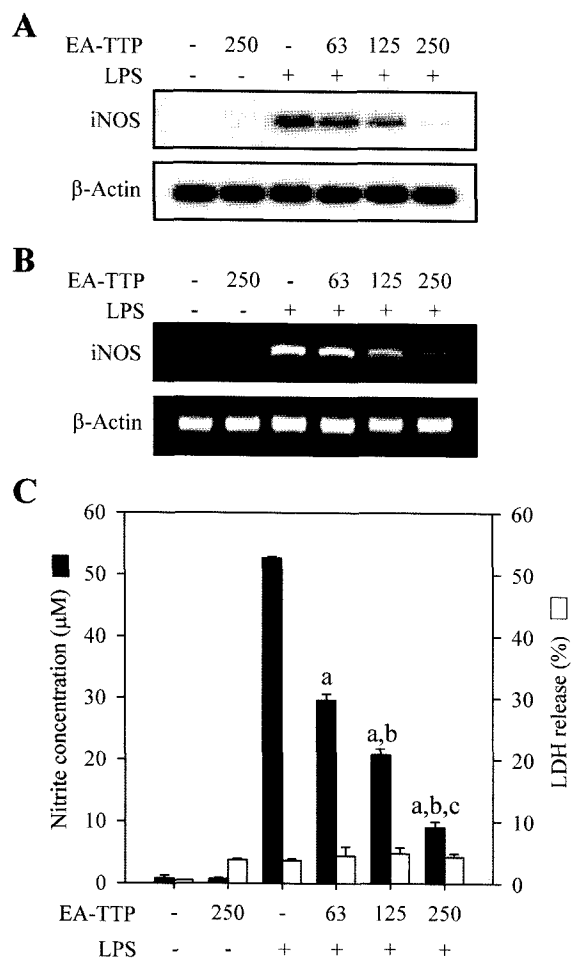 A
EA-TTP - 250 - 63 125 250
LPS - - + + + +
iNOS
β-Actin
B
EA-TTP - 250 - 63 125 250
LPS - - + + + +
iNOS
β-Actin
C
Nitrite concentration (μM)
60
50
40
30
20
10
0
a
a,b
a,b,c
60
50
40
30
20
10
0
LDH release (%)
EA-TTP - 250 - 63 125 250
LPS - - + + + +